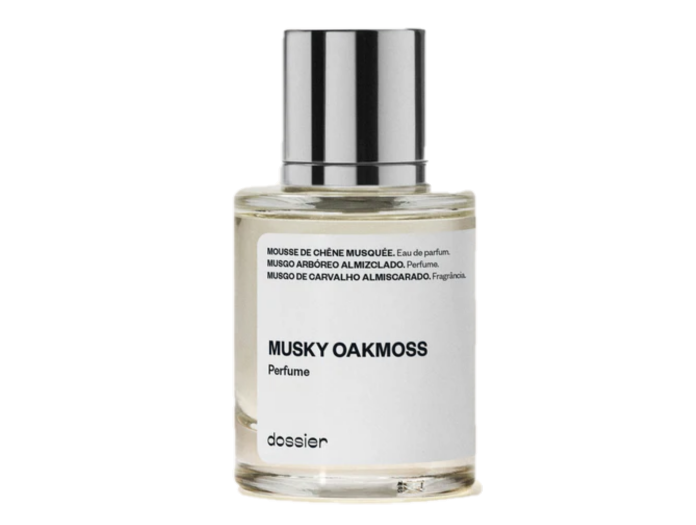 MOUSSE DE CHÊNE MUSQUÉE. Eau de parfum.
MUSGO ARBÓREO ALMIZCLADO. Perfume.
MUSGO DE CARVALHO ALMISCARADO. Fragrância.
MUSKY OAKMOSS
Perfume
dossier